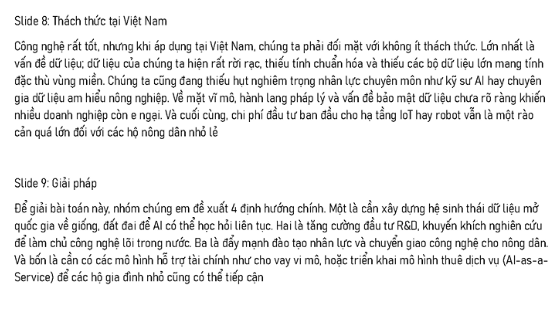 Slide 8: Thách thức tại Việt Nam
Công nghệ rất tốt, nhưng khi áp dụng tại Việt Nam, chúng ta phải đối mặt với không ít thách thức. Lớn nhất là
vấn đề dữ liệu; dữ liệu của chúng ta hiện rất rời rạc, thiếu tính chuẩn hóa và thiếu các bộ dữ liệu lớn mang tính
đặc thù vùng miền. Chúng ta cũng đang thiếu hụt nghiêm trọng nhân lực chuyên môn như kỹ sư AI hay chuyên
gia dữ liệu am hiểu nông nghiệp. Về mặt vĩ mô, hành lang pháp lý và vấn đề bảo mật dữ liệu chưa rõ ràng khiến
nhiều doanh nghiệp còn e ngại. Và cuối cùng, chi phí đầu tư ban đầu cho hạ tầng IoT hay robot vẫn là một rào
cản quá lớn đối với các hộ nông dân nhỏ lẻ
Slide 9: Giải pháp
Để giải bài toán này, nhóm chúng em đề xuất 4 định hướng chính. Một là cần xây dựng hệ sinh thái dữ liệu mở
quốc gia về giống, đất đai để AI có thể học hỏi liên tục. Hai là tăng cường đầu tư R&D, khuyến khích nghiên cứu
để làm chủ công nghệ lõi trong nước. Ba là đẩy mạnh đào tạo nhân lực và chuyển giao công nghệ cho nông dân.
Và bốn là cần có các mô hình hỗ trợ tài chính như cho vay vi mô, hoặc triển khai mô hình thuê dịch vụ (AI-as-a-
Service) để các hộ gia đình nhỏ cũng có thể tiếp cận